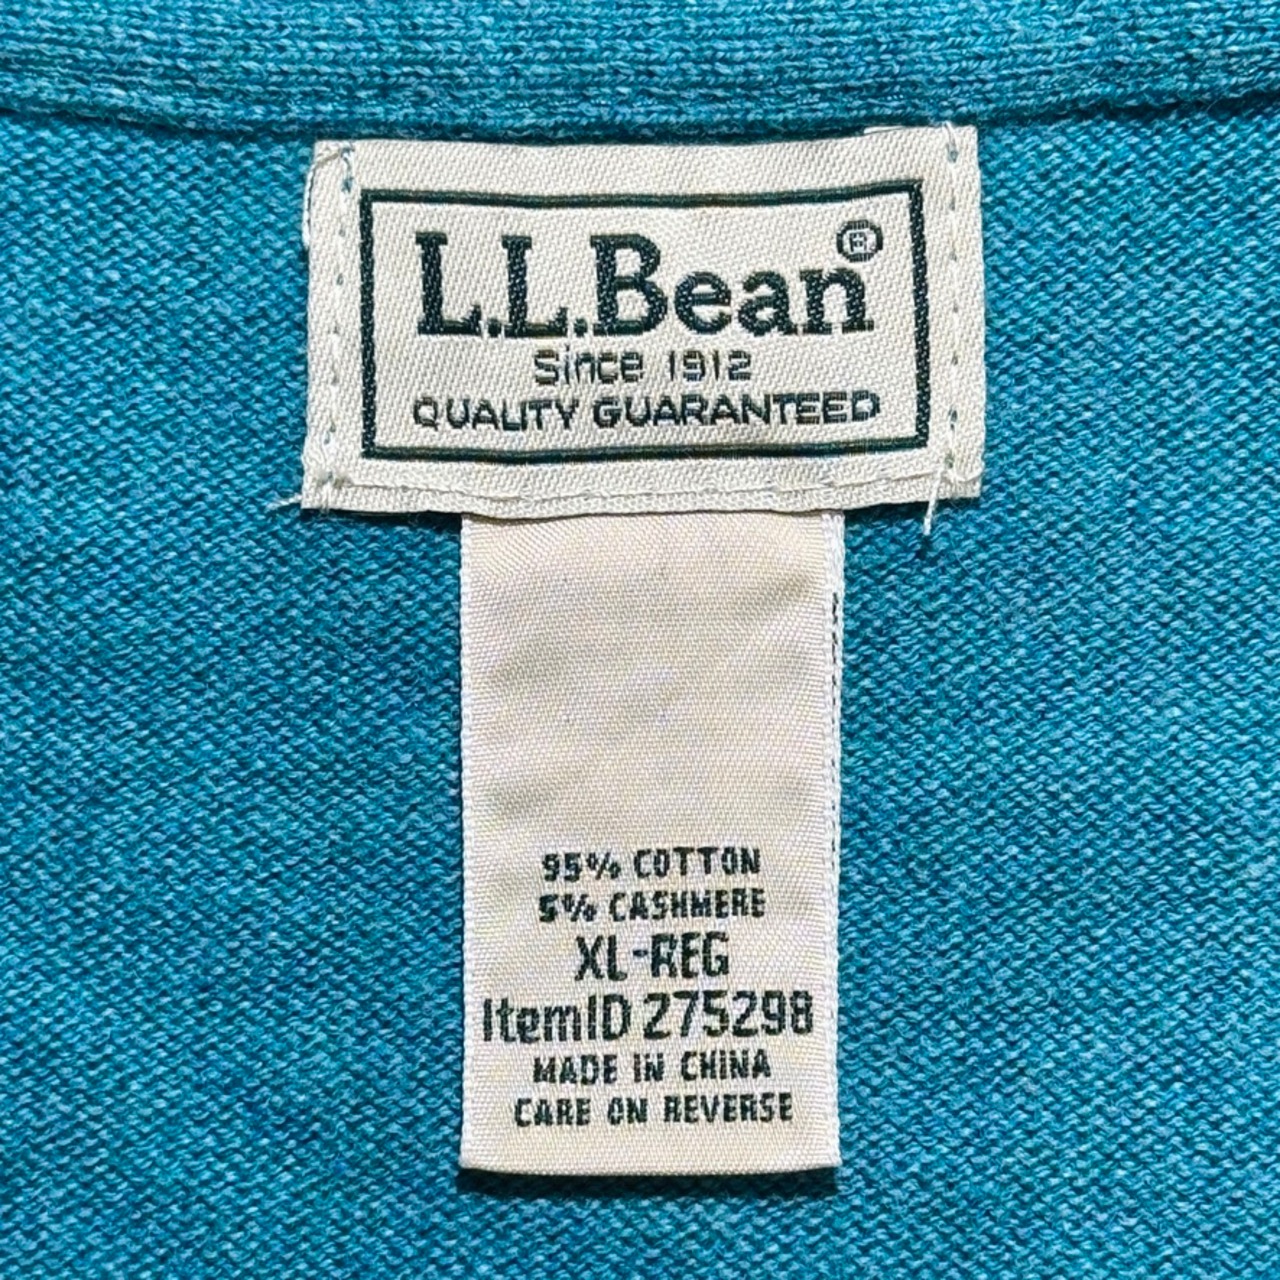 L.L.Bean®
Since 1912
QUALITY GUARANTEED
95% COTTON
5% CASHMERE
XL-REG
ItemID 275298
MADE IN CHINA
CARE ON REVERSE